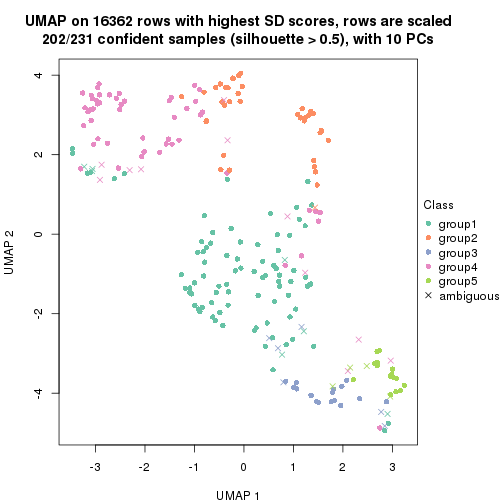 UMAP on 16362 rows with highest SD scores, rows are scaled
202/231 confident samples (silhouette > 0.5), with 10 PCs
4
2
0
-2
-4
UMAP 2
-3
-2
-1
0
1
2
3
UMAP 1
Class
group1
group2
group3
group4
group5
ambiguous